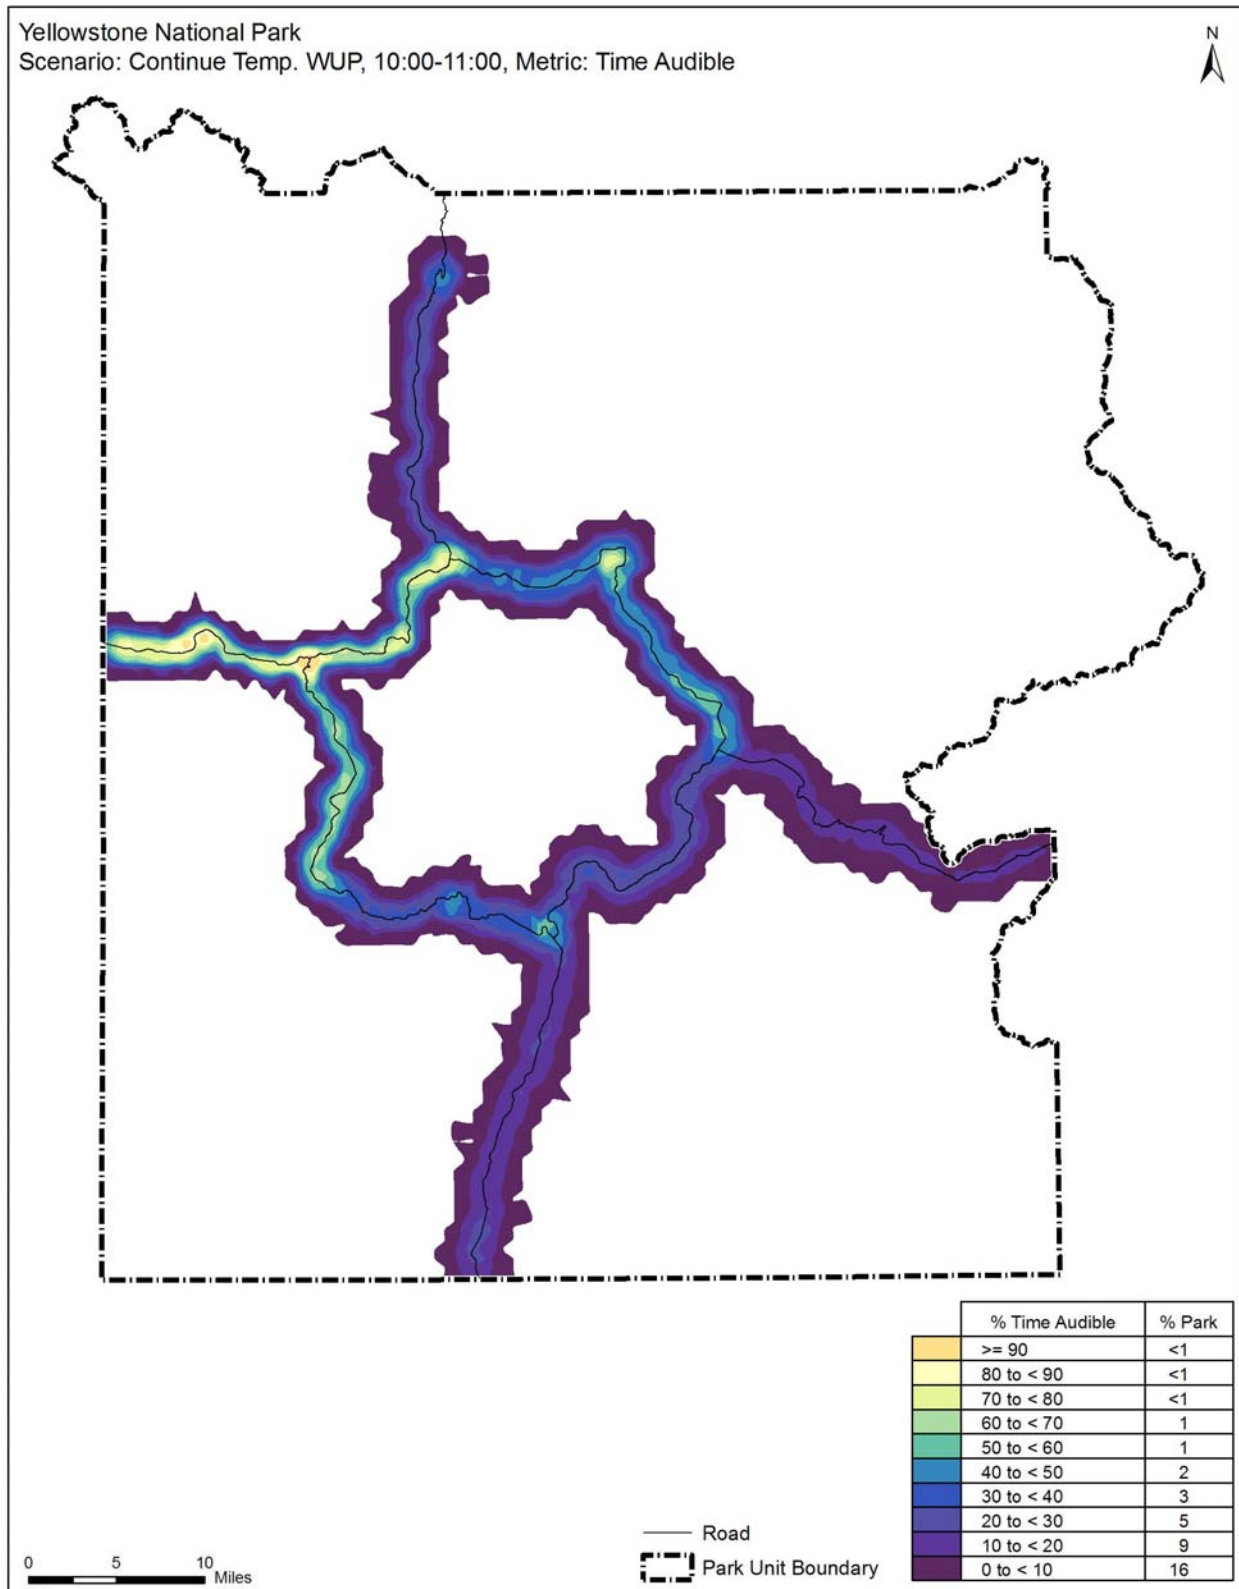 Yellowstone National Park
Scenario: Continue Temp. WUP, 10:00-11:00, Metric: Time Audible
N
% Time Audible % Park
>= 90 <1
80 to < 90 <1
70 to < 80 <1
60 to < 70 1
50 to < 60 1
40 to < 50 2
30 to < 40 3
20 to < 30 5
10 to < 20 9
0 to < 10 16
Road
Park Unit Boundary
0 5 10
Miles